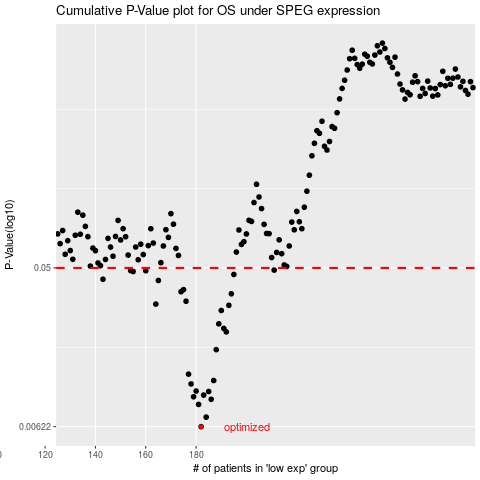 Cumulative P-Value plot for OS under SPEG expression
P-Value(log10)
0.05
0.00622
optimized
120 140 160 180
# of patients in 'low exp' group